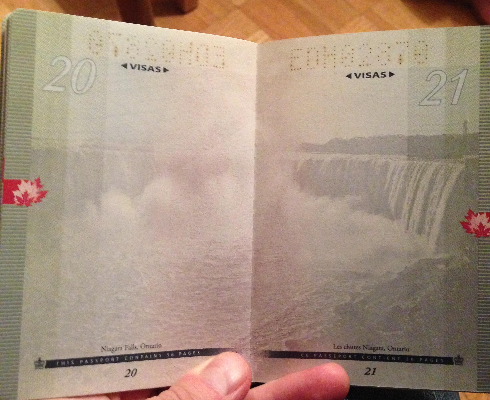 20
◀VISAS▶
Niagara Falls, Ontario
THIS PASSPORT CONTAINS 36 PAGES
20
◀VISAS▶
21
Les chutes Niagara, Ontario
CE PASSEPORT CONTIENT 36 PAGES
21